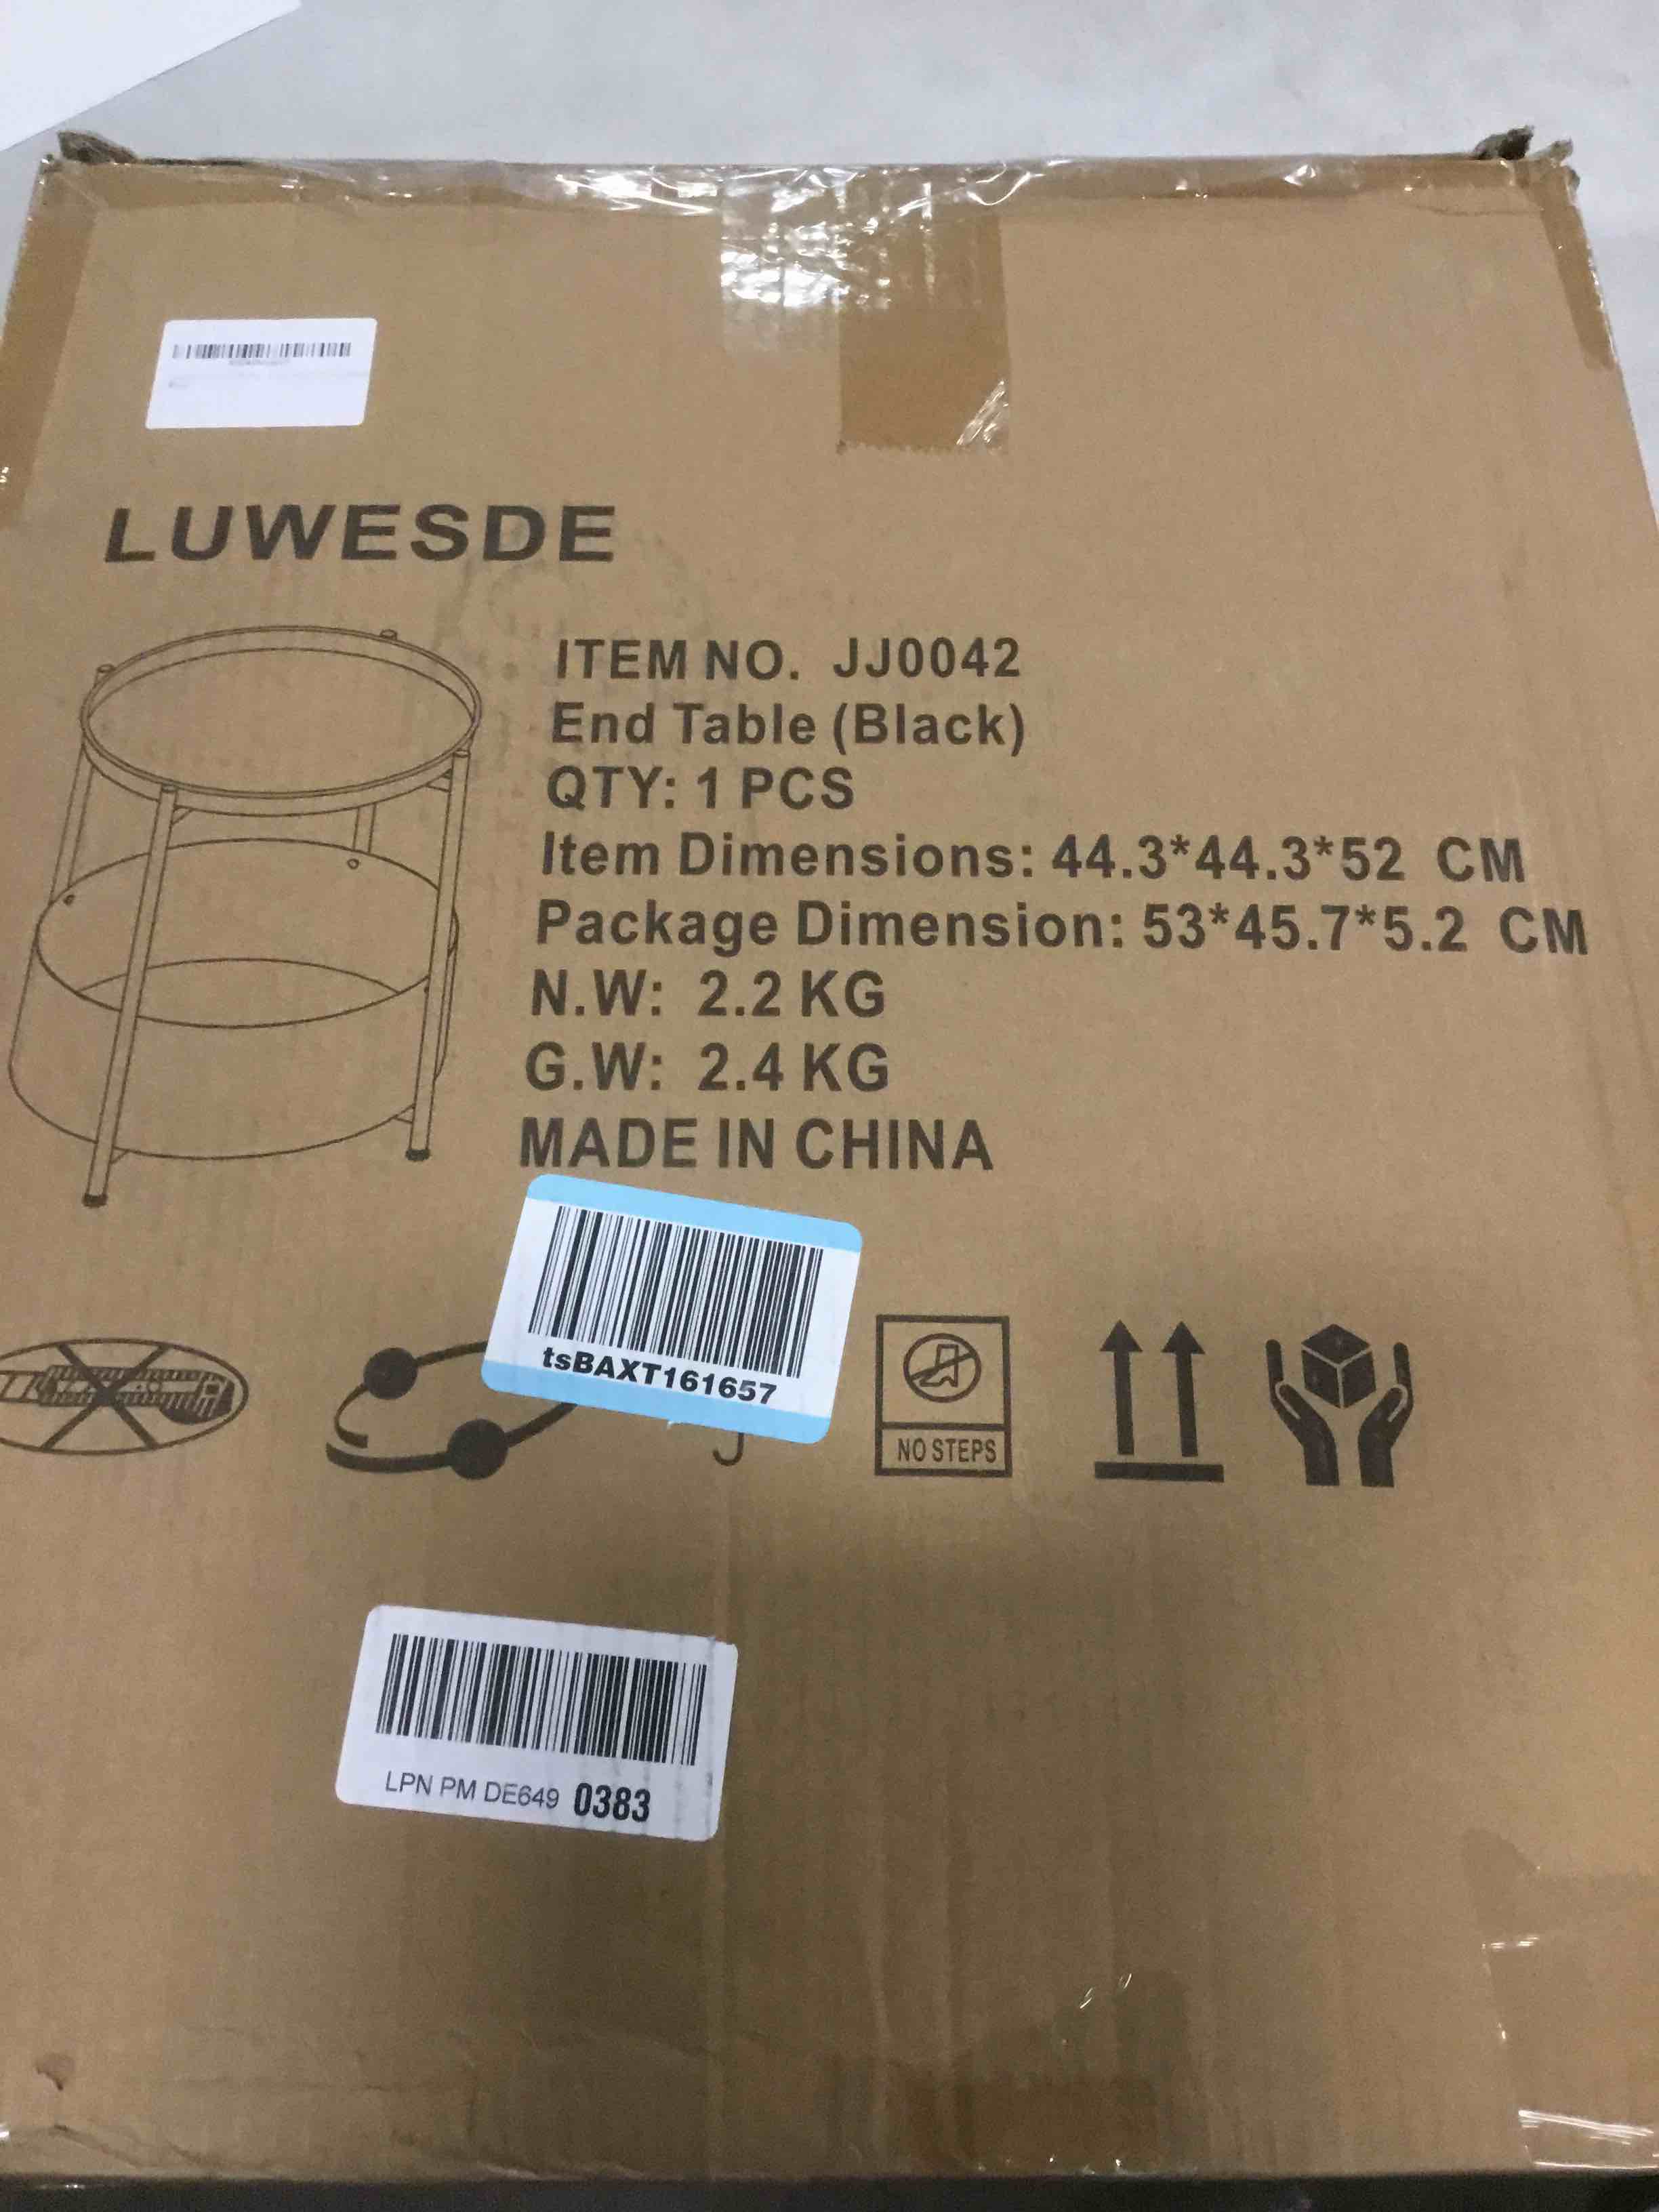 LUWESDE
ITEM NO. JJ0042
End Table (Black)
QTY: 1 PCS
Item Dimensions: 44.3*44.3*52 CM
Package Dimension: 53*45.7*5.2 CM
N.W: 2.2 KG
G.W: 2.4 KG
MADE IN CHINA
tsBAXT161657
NO STEPS
LPN PM DE649 0383